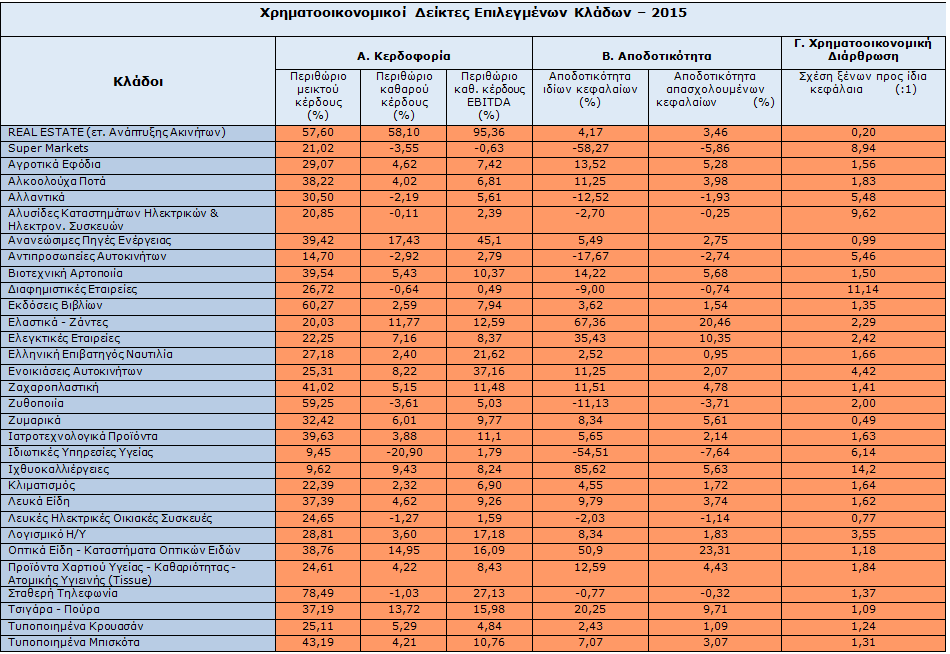 Χρηματοοικονομικοί Δείκτες Επιλεγμένων Κλάδων – 2015
Κλάδοι Α. Κερδοφορία Β. Αποδοτικότητα Γ. Χρηματοοικονομική Διάρθρωση
Περιθώριο μεικτού κέρδους (%) Περιθώριο καθαρού κέρδους (%) Περιθώριο καθ. κέρδους EBITDA (%) Αποδοτικότητα ιδίων κεφαλαίων (%) Αποδοτικότητα απασχολουμένων κεφαλαίων (%) Σχέση ξένων προς ίδια κεφάλαια (:1)
REAL ESTATE (ετ. Ανάπτυξης Ακινήτων) 57,60 58,10 95,36 4,17 3,46 0,20
Super Markets 21,02 -3,55 -0,63 -58,27 -5,86 8,94
Αγροτικά Εφόδια 29,07 4,62 7,42 13,52 5,28 1,56
Αλκοολούχα Ποτά 38,22 4,02 6,81 11,25 3,98 1,83
Αλλαντικά 30,50 -2,19 5,61 -12,52 -1,93 5,48
Αλυσίδες Καταστημάτων Ηλεκτρικών & Ηλεκτρον. Συσκευών 20,85 -0,11 2,39 -2,70 -0,25 9,62
Ανανεώσιμες Πηγές Ενέργειας 39,42 17,43 45,1 5,49 2,75 0,99
Αντιπροσωπείες Αυτοκινήτων 14,70 -2,92 2,79 -17,67 -2,74 5,46
Βιοτεχνική Αρτοποιία 39,54 5,43 10,37 14,22 5,68 1,50
Διαφημιστικές Εταιρείες 26,72 -0,64 0,49 -9,00 -0,74 11,14
Εκδόσεις Βιβλίων 60,27 2,59 7,94 3,62 1,54 1,35
Ελαστικά - Ζάντες 20,03 11,77 12,59 67,36 20,46 2,29
Ελεγκτικές Εταιρείες 22,25 7,16 8,37 35,43 10,35 2,42
Ελληνική Επιβατηγός Ναυτιλία 27,18 2,40 21,62 2,52 0,95 1,66
Ενοικιάσεις Αυτοκινήτων 25,31 8,22 37,16 11,25 2,07 4,42
Ζαχαροπλαστική 41,02 5,15 11,48 11,51 4,78 1,41
Ζυθοποιία 59,25 -3,61 5,03 -11,13 -3,71 2,00
Ζυμαρικά 32,42 6,01 9,77 8,34 5,61 0,49
Ιατροτεχνολογικά Προϊόντα 39,63 3,88 11,1 5,65 2,14 1,63
Ιδιωτικές Υπηρεσίες Υγείας 9,45 -20,90 1,79 -54,51 -7,64 6,14
Ιχθυοκαλλιέργειες 9,62 9,43 8,24 85,62 5,63 14,2
Κλιματισμός 22,39 2,32 6,90 4,55 1,72 1,64
Λευκά Είδη 37,39 4,62 9,26 9,79 3,74 1,62
Λευκές Ηλεκτρικές Οικιακές Συσκευές 24,65 -1,27 1,59 -2,03 -1,14 0,77
Λογισμικό Η/Υ 28,81 3,60 17,18 8,34 1,83 3,55
Οπτικά Είδη - Καταστήματα Οπτικών Ειδών 38,76 14,95 16,09 50,9 23,31 1,18
Προϊόντα Χαρτιού Υγείας - Καθαριότητας - Ατομικής Υγιεινής (Tissue) 24,61 4,22 8,43 12,59 4,43 1,84
Σταθερή Τηλεφωνία 78,49 -1,03 27,13 -0,77 -0,32 1,37
Τσιγάρα - Πούρα 37,19 13,72 15,98 20,25 9,71 1,09
Τυποποιημένα Κρουασάν 25,11 5,29 4,84 2,43 1,09 1,24
Τυποποιημένα Μπισκότα 43,19 4,21 10,76 7,07 3,07 1,31